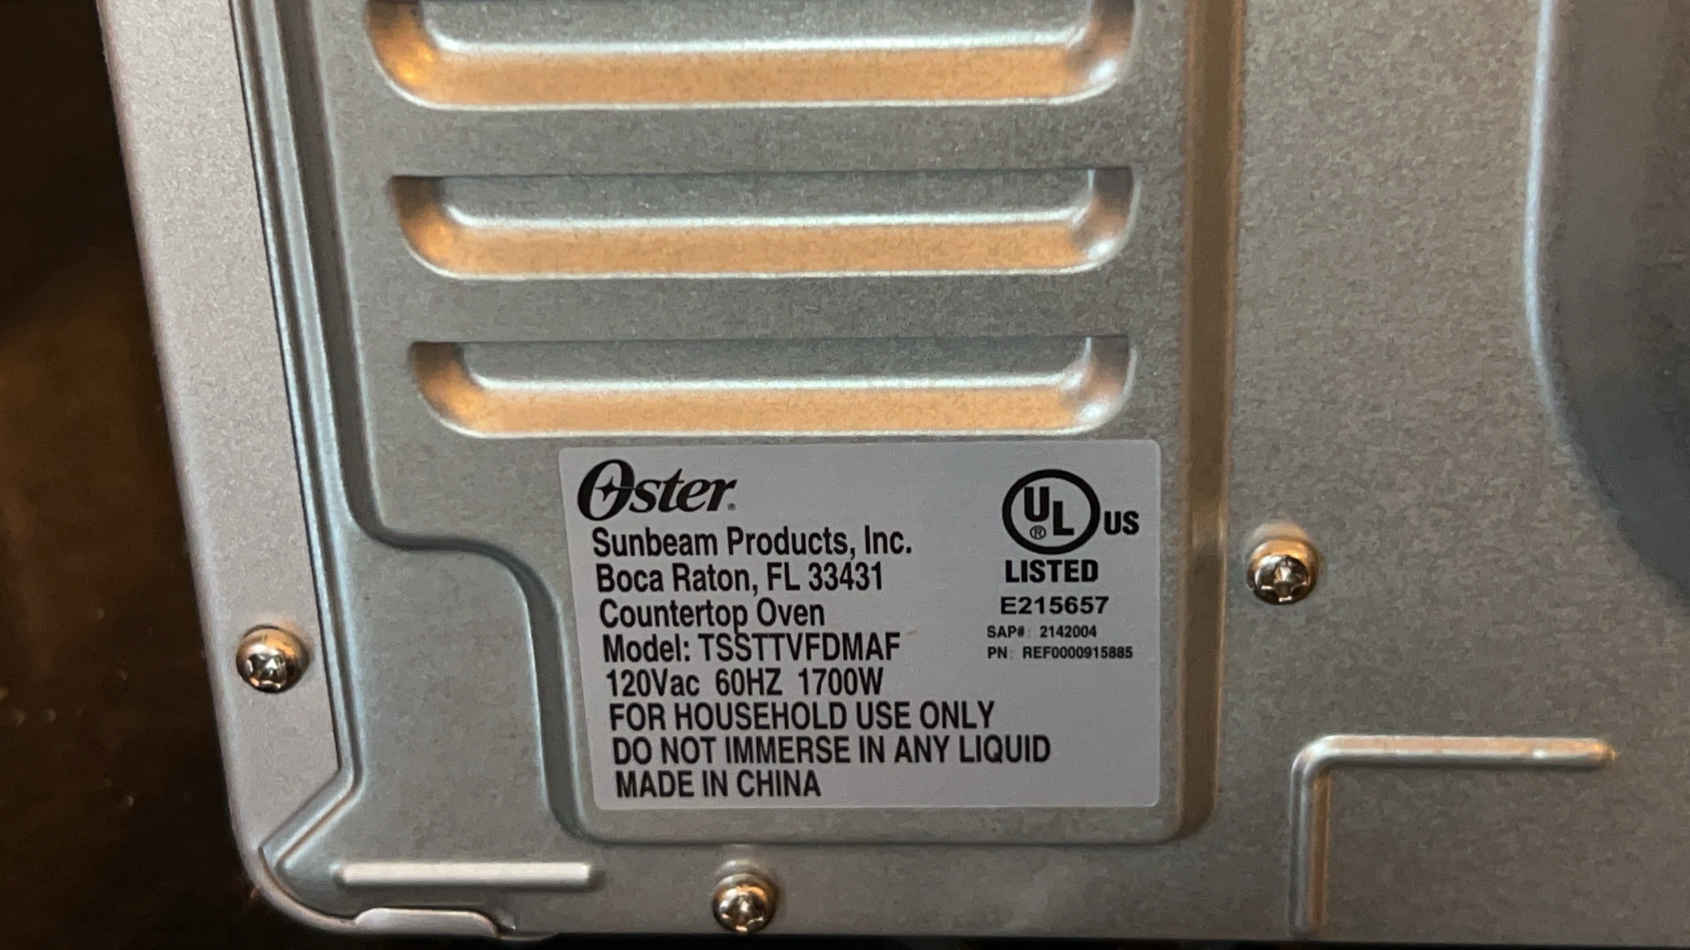 Oster®
Sunbeam Products, Inc.
Boca Raton, FL 33431
Countertop Oven
Model: TSSTTVFDMAF
120Vac 60HZ 1700W
FOR HOUSEHOLD USE ONLY
DO NOT IMMERSE IN ANY LIQUID
MADE IN CHINA
UL® US
LISTED
E215657
SAP#: 2142004
PN: REF0000915885